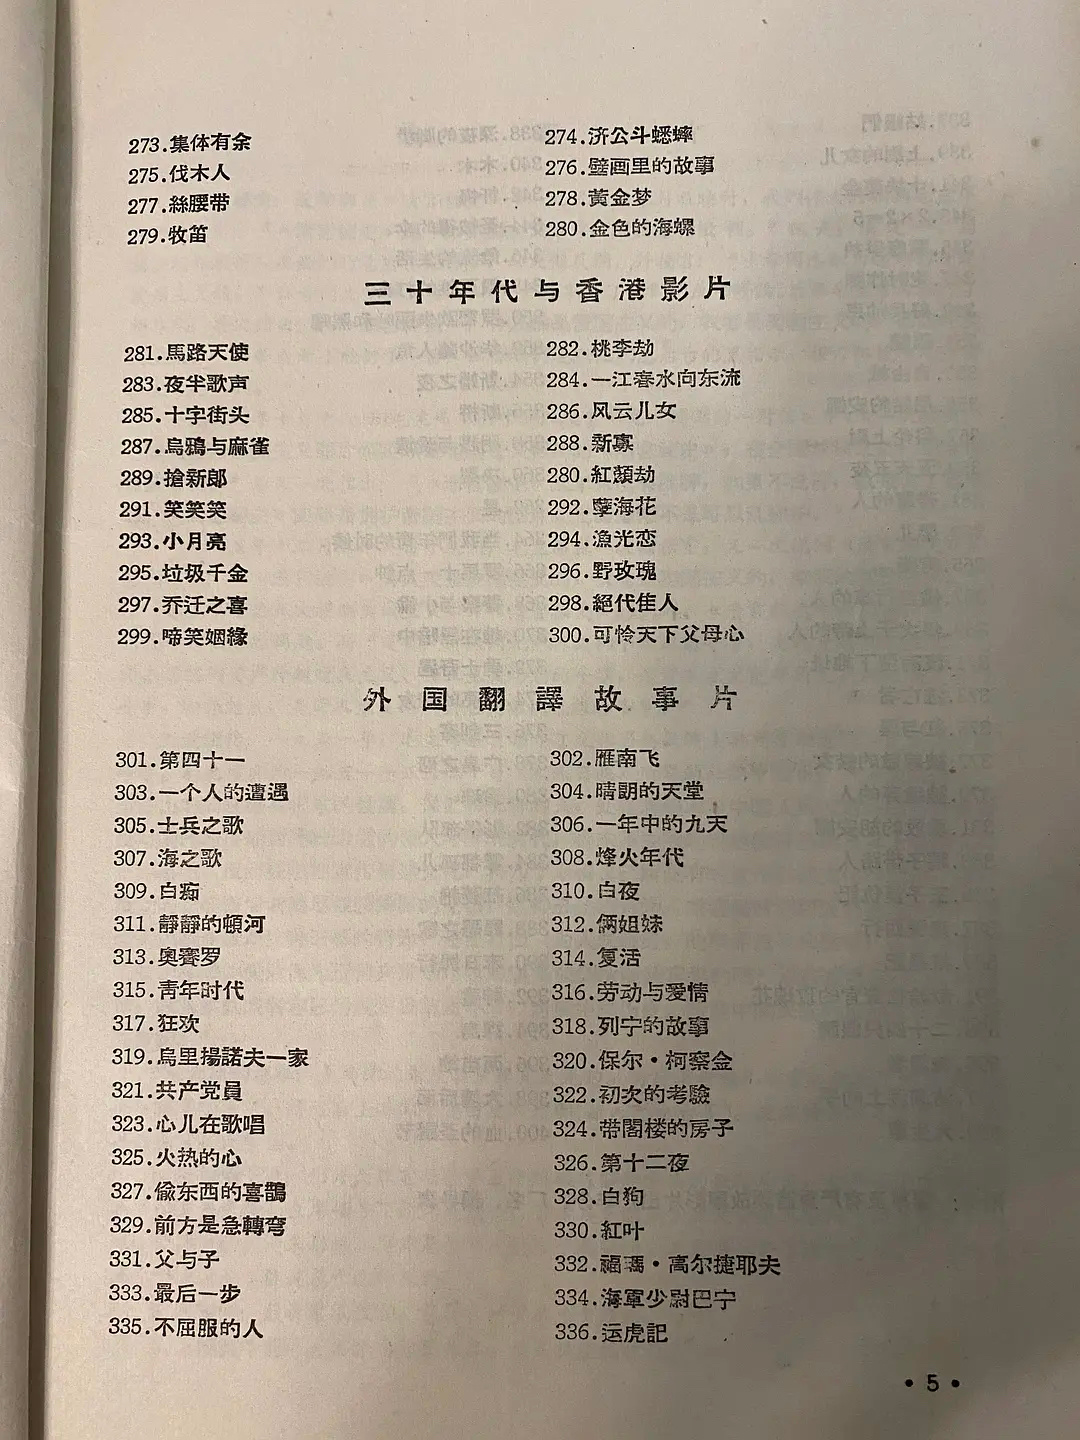 273.集体有余 274.济公斗蟋蟀
275.伐木人 276.壁画里的故事
277.絲腰带 278.黄金梦
279.牧笛 280.金色的海螺
三十年代与香港影片
281.馬路天使 282.桃李劫
283.夜半歌声 284.一江春水向东流
285.十字街头 286.风云儿女
287.烏鴉与麻雀 288.新寡
289.搶新郎 280.紅顏劫
291.笑笑笑 292.孽海花
293.小月亮 294.漁光恋
295.垃圾千金 296.野玫瑰
297.乔迁之喜 298.絕代佳人
299.啼笑姻緣 300.可怜天下父母心
外国翻譯故事片
301.第四十一 302.雁南飞
303.一个人的遭遇 304.晴朗的天堂
305.士兵之歌 306.一年中的九天
307.海之歌 308.烽火年代
309.白痴 310.白夜
311.靜靜的頓河 312.俩姐妹
313.奧賽罗 314.复活
315.青年时代 316.劳动与爱情
317.狂欢 318.列宁的故事
319.烏里揚諾夫一家 320.保尔·柯察金
321.共产党員 322.初次的考驗
323.心儿在歌唱 324.带閣楼的房子
325.火热的心 326.第十二夜
327.偸东西的喜鵲 328.白狗
329.前方是急轉弯 330.紅叶
331.父与子 332.福瑪·高尔捷耶夫
333.最后一步 334.海軍少尉巴宁
335.不屈服的人 336.运虎記
• 5 •